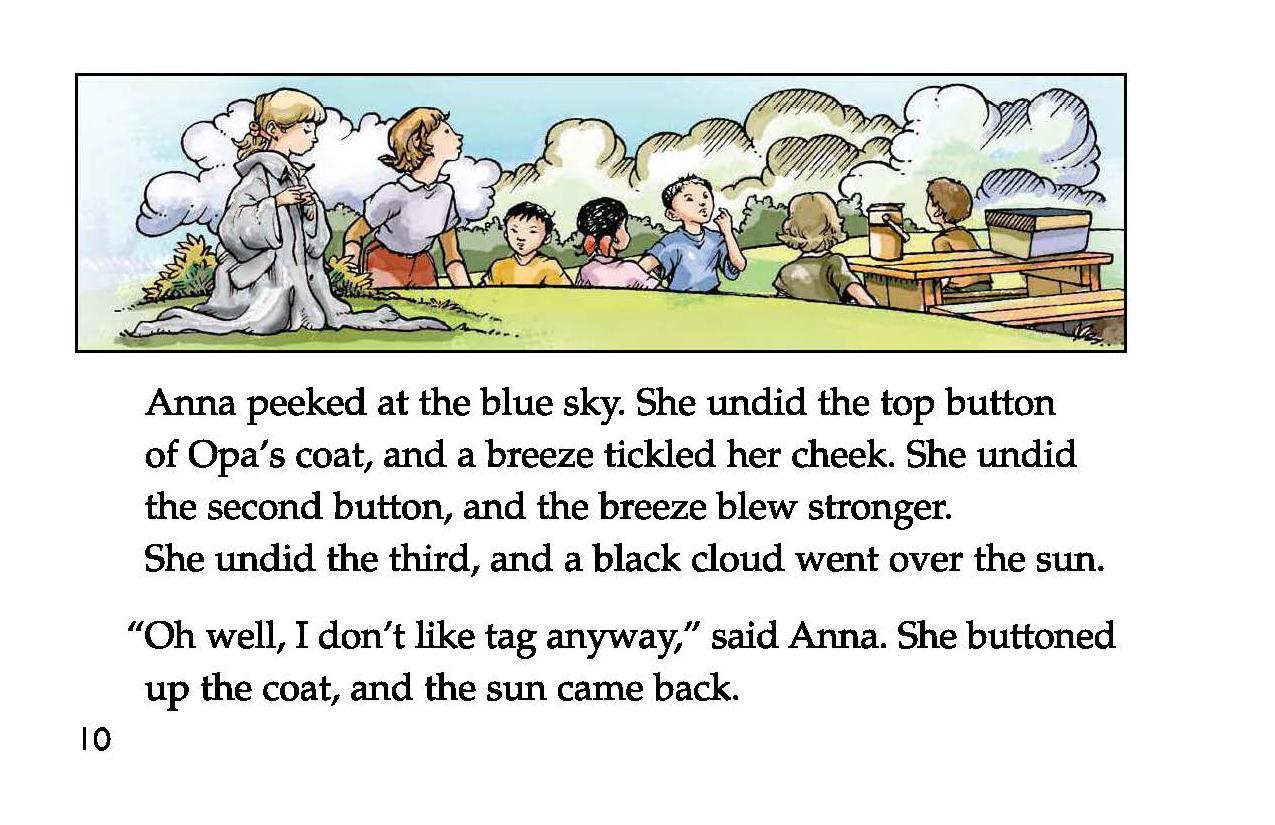 Anna peeked at the blue sky. She undid the top button
of Opa’s coat, and a breeze tickled her cheek. She undid
the second button, and the breeze blew stronger.
She undid the third, and a black cloud went over the sun.
“Oh well, I don’t like tag anyway,” said Anna. She buttoned
up the coat, and the sun came back.
10